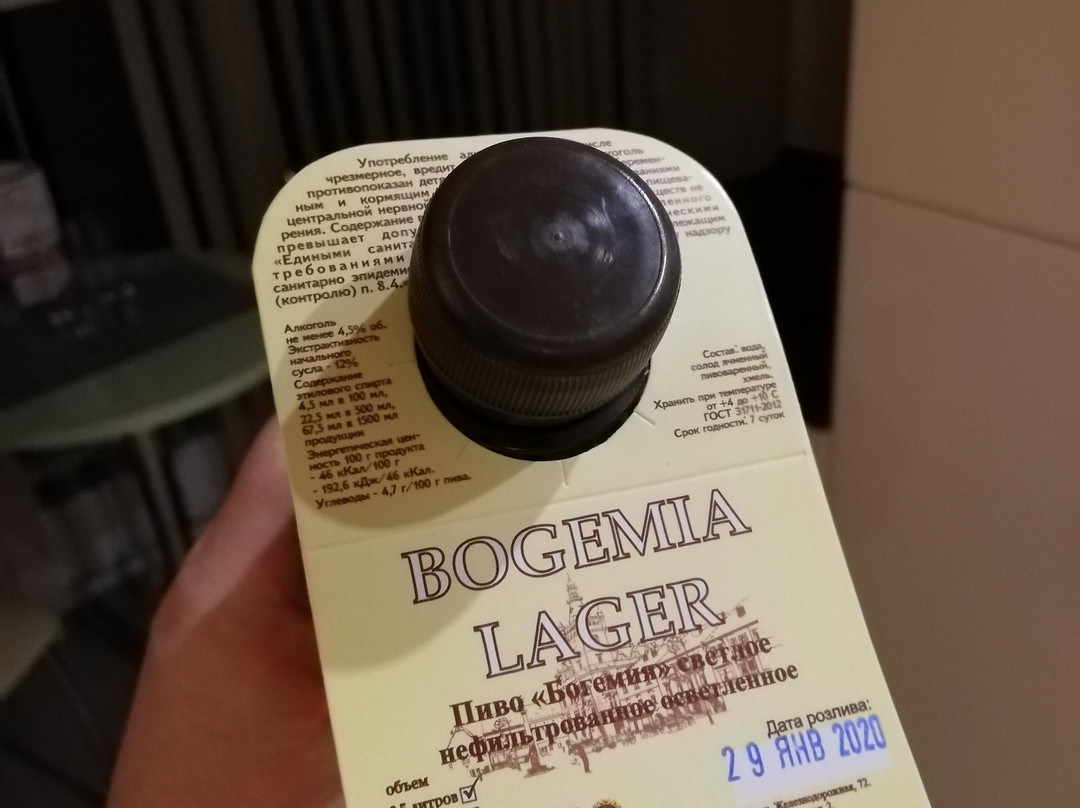 Употребление
числе
чрезмерное, вредит
алкоголь
противопоказан
ным и кормящим
центральной нервной
рения. Содержание
превышает
«Едиными
требованиями
надзору
санитарно
(контролю) п. 8.4.
Алкоголь
не менее 4,5% об.
Экстрактивность
начального
сусла - 12%
Содержание
этилового спирта
4,5 мл в 100 мл,
22,5 мл в 500 мл,
67,5 мл в 1500 мл
продукции
Энергетическая цен-
ность 100 г продукта
- 46 кКал/100 г
- 192,6 кДж/46 кКал.
Углеводы - 4,7 г/100 г пива.
Состав: вода,
солод ячменный
пивоваренный,
хмель.
Хранить при температуре
от +4 до +10 С
ГОСТ 31711-2012
Срок годности: 7 суток
BOGEMIA
LAGER
Пиво «Богемия» светлое
нефильтрованное осветленное
Дата розлива:
29 ЯНВ 2020
объем
литров
Железнодорожная, 72.